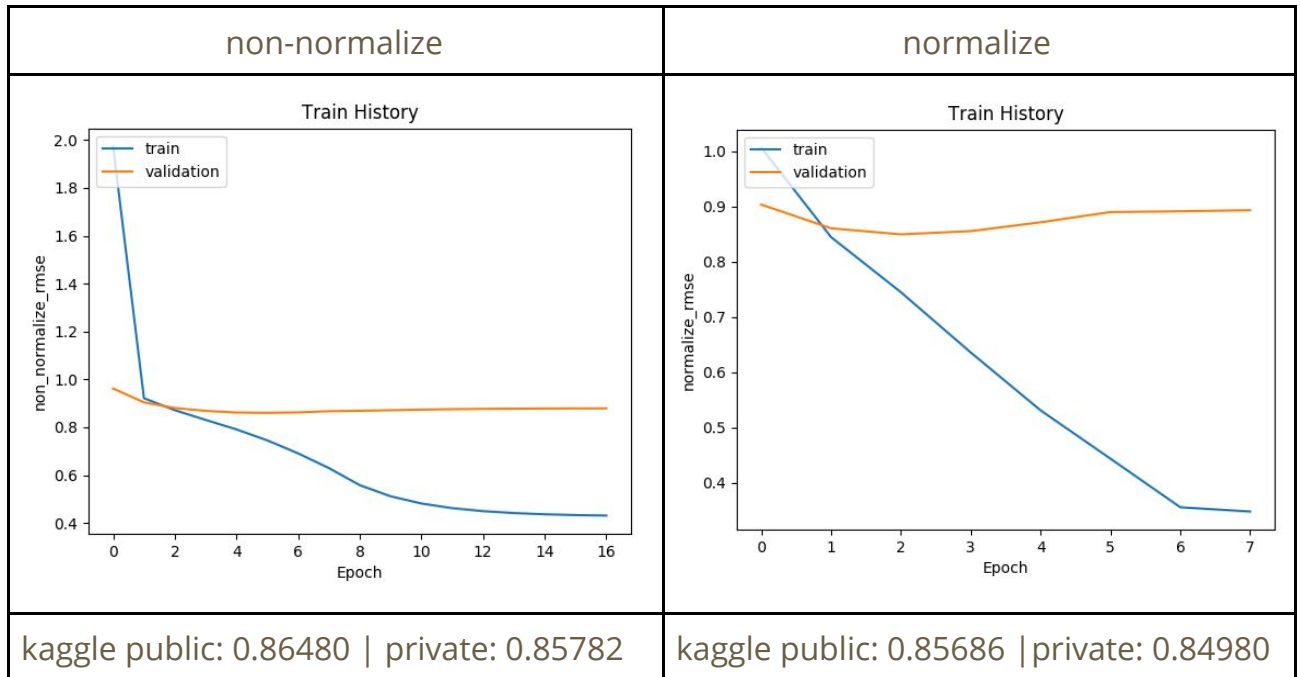 non-normalize
normalize
Train History
train
validation
2.0
1.8
1.6
1.4
1.2
1.0
0.8
0.6
0.4
non_normalize_rmse
0 2 4 6 8 10 12 14 16
Epoch
Train History
train
validation
1.0
0.9
0.8
0.7
0.6
0.5
0.4
normalize_rmse
0 1 2 3 4 5 6 7
Epoch
kaggle public: 0.86480 | private: 0.85782
kaggle public: 0.85686 |private: 0.84980